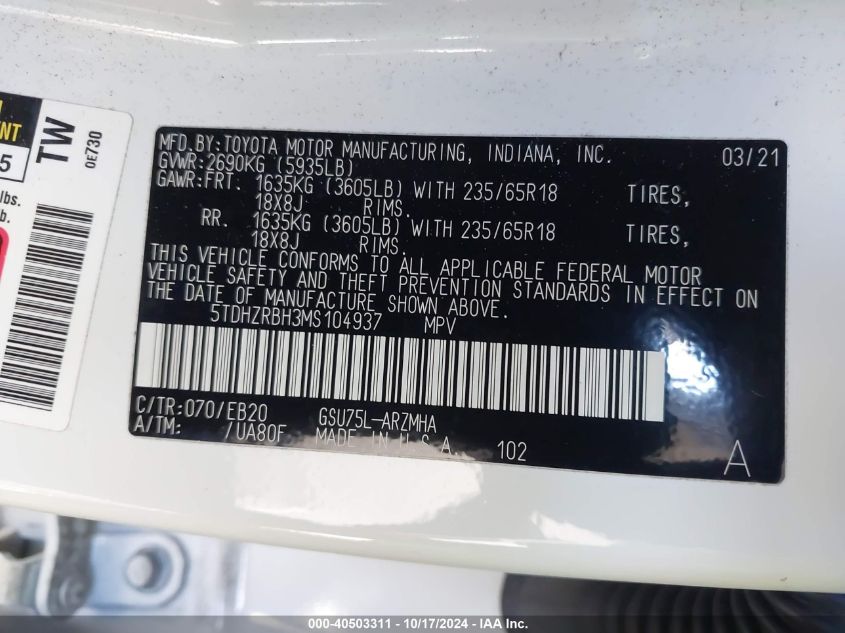 ENT
5
lbs.
b.
TW
0E730
MFD.BY:TOYOTA MOTOR MANUFACTURING, INDIANA, INC. 03/21
GVWR:2690KG (5935LB)
GAWR:FRT. 1635KG (3605LB) WITH 235/65R18 TIRES,
18X8J RIMS.
RR. 1635KG (3605LB) WITH 235/65R18 TIRES,
18X8J RIMS.
THIS VEHICLE CONFORMS TO ALL APPLICABLE FEDERAL MOTOR
VEHICLE SAFETY AND THEFT PREVENTION STANDARDS IN EFFECT ON
THE DATE OF MANUFACTURE SHOWN ABOVE.
5TDHZRBH3MS104937 MPV
C/TR:070/EB20 GSU75L-ARZMHA
A/TM: /UA80F MADE IN U.S.A. 102
A
000-40503311 - 10/17/2024 - IAA Inc.